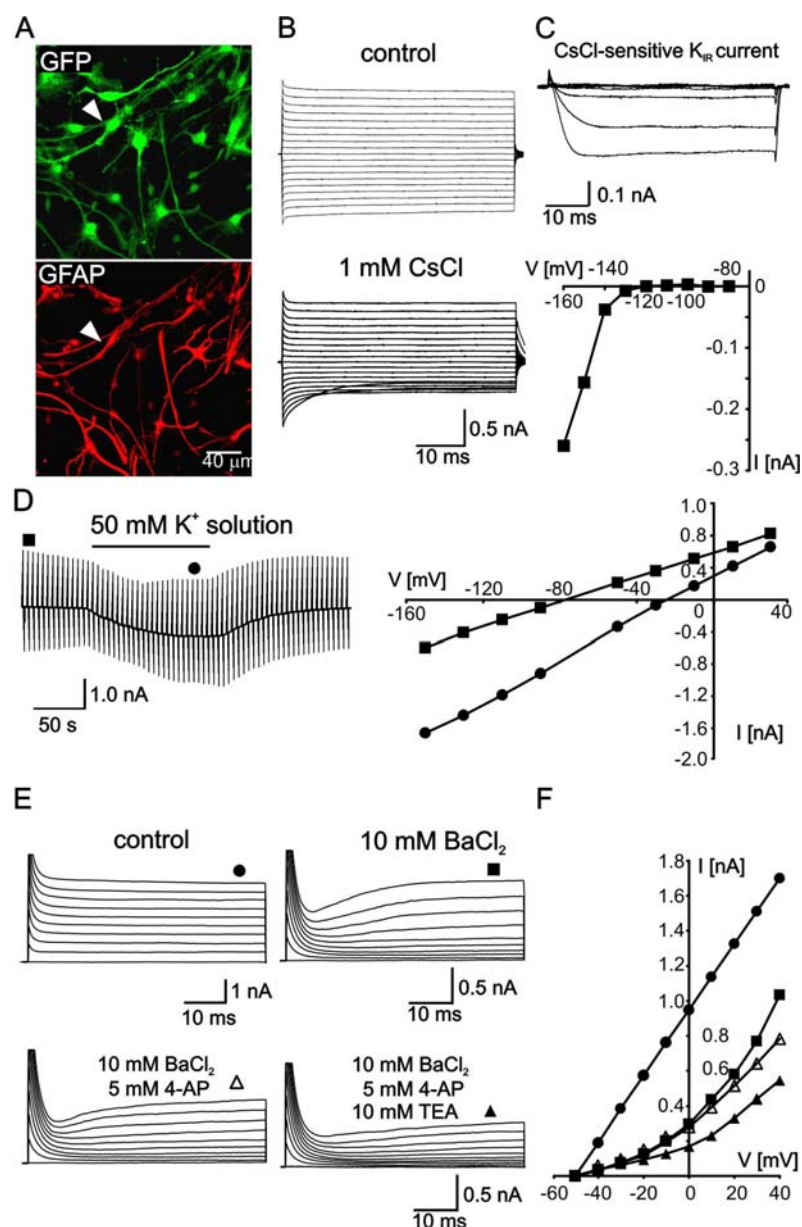 A
GFP
GFAP
40 μm
B
control
1 mM CsCl
0.5 nA
10 ms
C
CsCl-sensitive K_IR current
0.1 nA
10 ms
V [mV] -140 -80
-160 -120 -100 0
-0.1
-0.2
-0.3
I [nA]
D
50 mM K⁺ solution
1.0 nA
50 s
V [mV]
-160 -120 -80 -40 0 40
1.0
0.8
0.4
-0.4
-0.8
-1.2
-1.6
-2.0
I [nA]
E
control
10 ms
1 nA
10 mM BaCl₂
10 ms
0.5 nA
10 mM BaCl₂
5 mM 4-AP
10 mM BaCl₂
5 mM 4-AP
10 mM TEA
0.5 nA
10 ms
F
1.8
I [nA]
1.6
1.4
1.2
1.0
0.8
0.6
0.4
V [mV]
-60 -40 -20 0 20 40